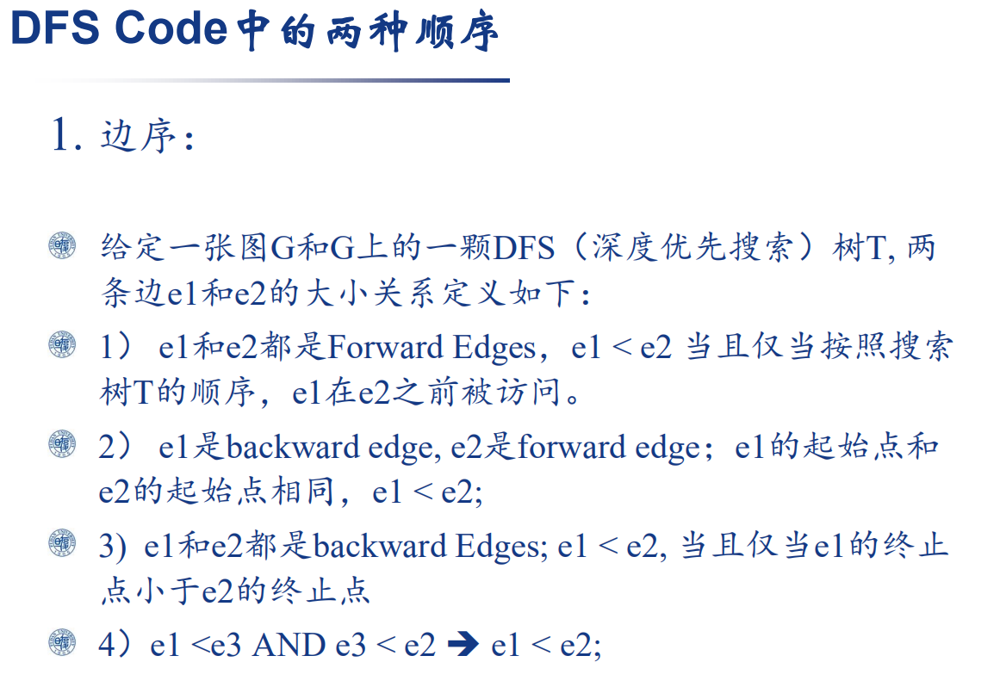 DFS Code中的两种顺序
1. 边序：
给定一张图G和G上的一颗DFS（深度优先搜索）树T, 两
条边e1和e2的大小关系定义如下：
1） e1和e2都是Forward Edges，e1 < e2 当且仅当按照搜索
树T的顺序，e1在e2之前被访问。
2） e1是backward edge, e2是forward edge；e1的起始点和
e2的起始点相同，e1 < e2;
3) e1和e2都是backward Edges; e1 < e2, 当且仅当e1的终止
点小于e2的终止点
4）e1 <e3 AND e3 < e2 ➔ e1 < e2;